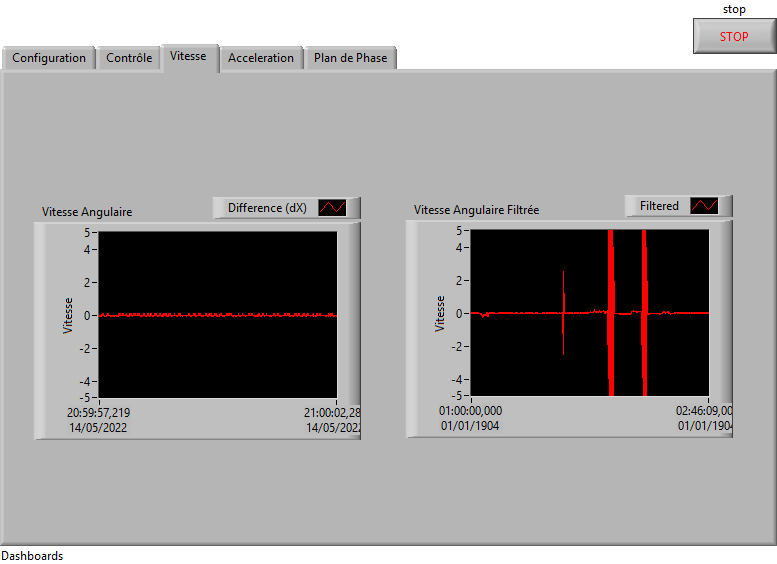 stop
STOP
Configuration Contrôle Vitesse Acceleration Plan de Phase
Vitesse Angulaire
Difference (dX)
5
4
2
0
-2
-4
-5
Vitesse
20:59:57,219
14/05/2022
21:00:02,28
14/05/202
Vitesse Angulaire Filtrée
Filtered
5
4
2
0
-2
-4
-5
Vitesse
01:00:00,000
01/01/1904
02:46:09,00
01/01/190
Dashboards